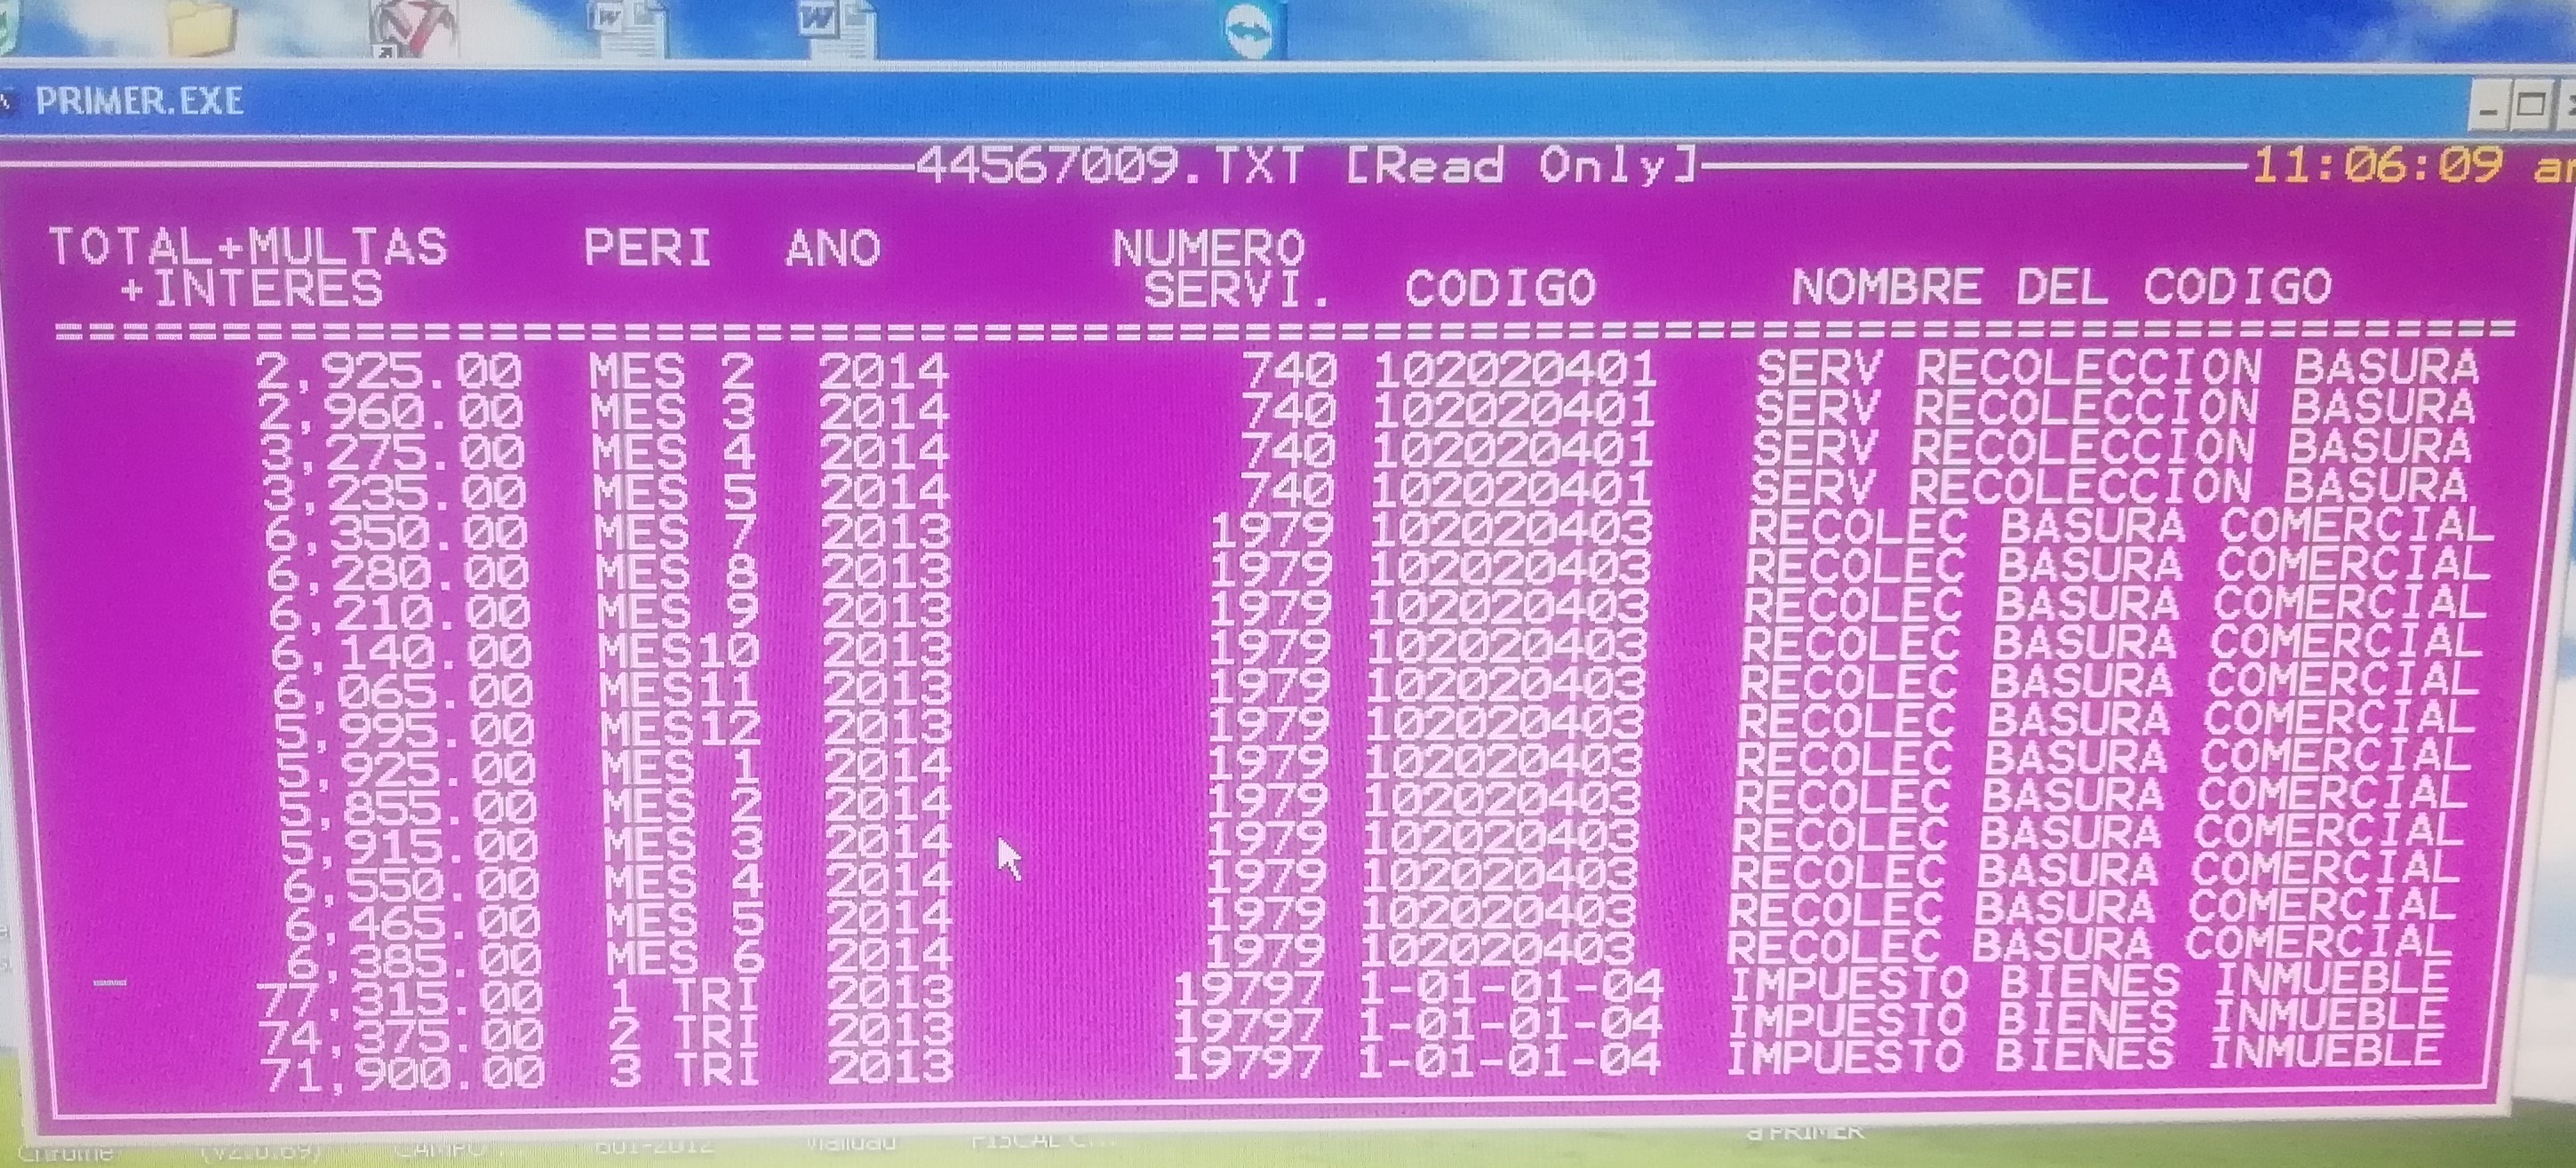 PRIMER.EXE
44567009.TXT [Read Only] 11:06:09
TOTAL+MULTAS PERI ANO NUMERO
+INTERES SERVI. CODIGO NOMBRE DEL CODIGO
2,925.00 MES 2 2014 740 102020401 SERV RECOLECCION BASURA
2,960.00 MES 3 2014 740 102020401 SERV RECOLECCION BASURA
3,275.00 MES 4 2014 740 102020401 SERV RECOLECCION BASURA
3,235.00 MES 5 2014 740 102020401 SERV RECOLECCION BASURA
6,350.00 MES 7 2013 1979 102020403 RECOLEC BASURA COMERCIAL
6,280.00 MES 8 2013 1979 102020403 RECOLEC BASURA COMERCIAL
6,210.00 MES 9 2013 1979 102020403 RECOLEC BASURA COMERCIAL
6,140.00 MES10 2013 1979 102020403 RECOLEC BASURA COMERCIAL
6,065.00 MES11 2013 1979 102020403 RECOLEC BASURA COMERCIAL
5,995.00 MES12 2013 1979 102020403 RECOLEC BASURA COMERCIAL
5,925.00 MES 1 2014 1979 102020403 RECOLEC BASURA COMERCIAL
5,855.00 MES 2 2014 1979 102020403 RECOLEC BASURA COMERCIAL
5,915.00 MES 3 2014 1979 102020403 RECOLEC BASURA COMERCIAL
6,550.00 MES 4 2014 1979 102020403 RECOLEC BASURA COMERCIAL
6,465.00 MES 5 2014 1979 102020403 RECOLEC BASURA COMERCIAL
6,385.00 MES 6 2014 1979 102020403 RECOLEC BASURA COMERCIAL
77,315.00 1 TRI 2013 19797 1-01-01-04 IMPUESTO BIENES INMUEBLE
74,375.00 2 TRI 2013 19797 1-01-01-04 IMPUESTO BIENES INMUEBLE
71,900.00 3 TRI 2013 19797 1-01-01-04 IMPUESTO BIENES INMUEBLE
Chrome (v2.0.69) CAMPO 601-2012 Vialidad FISCAL a PRIMER